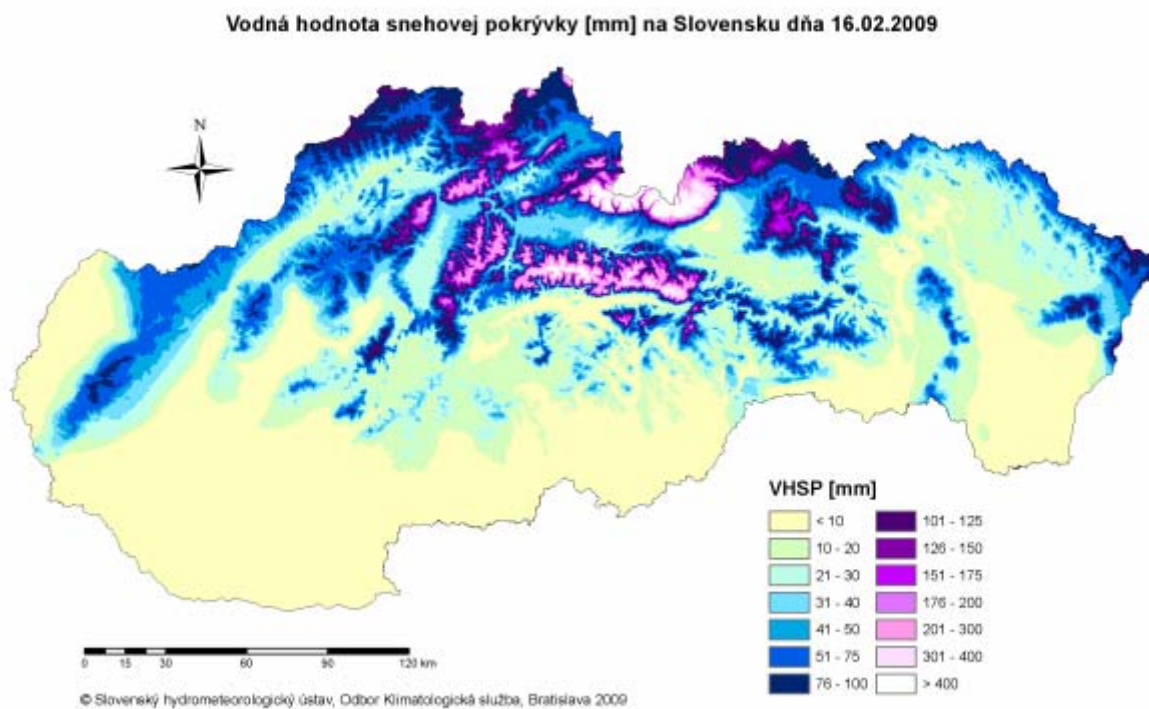 Vodná hodnota snehovej pokrývky [mm] na Slovensku dňa 16.02.2009
N
VHSP [mm]
< 10
101 - 125
10 - 20
126 - 150
21 - 30
151 - 175
31 - 40
176 - 200
41 - 50
201 - 300
51 - 75
301 - 400
76 - 100
> 400
0 15 30 60 90 120 km
© Slovenský hydrometeorologický ústav, Odbor Klimatologická služba, Bratislava 2009